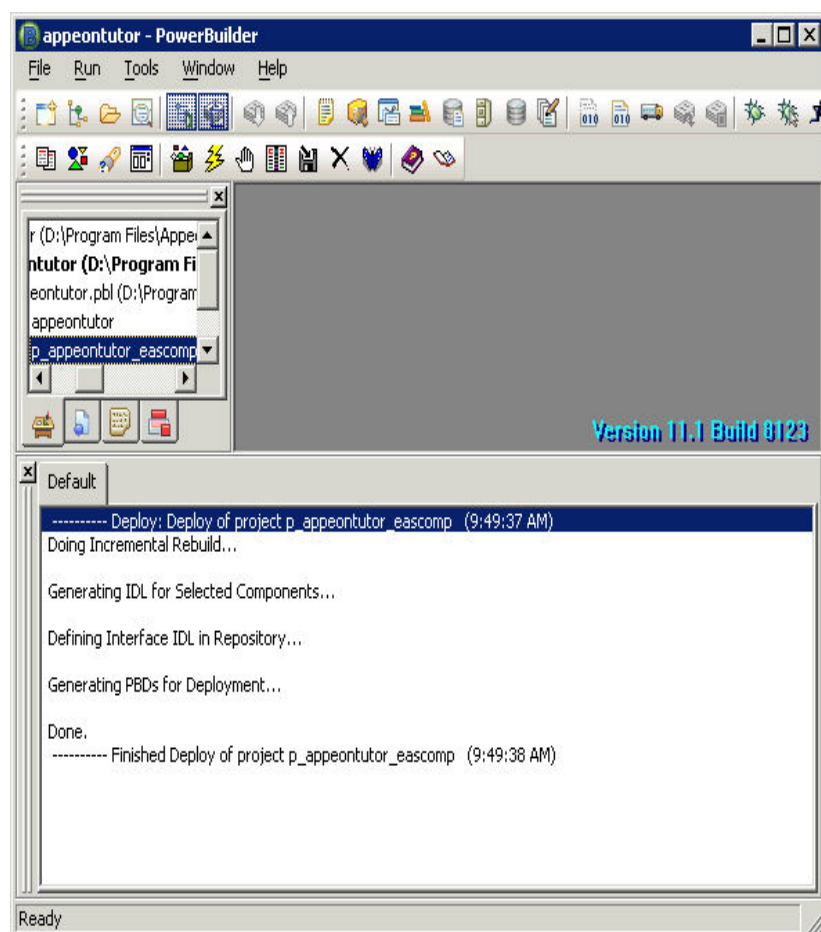 appeontutor - PowerBuilder
File Run Tools Window Help
r (D:\Program Files\Appe
ntutor (D:\Program Fi
eontutor.pbl (D:\Program
appeontutor
p_appeontutor_eascomp
Version 11.1 Build 8123
Default
---------- Deploy: Deploy of project p_appeontutor_eascomp (9:49:37 AM)
Doing Incremental Rebuild...
Generating IDL for Selected Components...
Defining Interface IDL in Repository...
Generating PBDs for Deployment...
Done.
---------- Finished Deploy of project p_appeontutor_eascomp (9:49:38 AM)
Ready